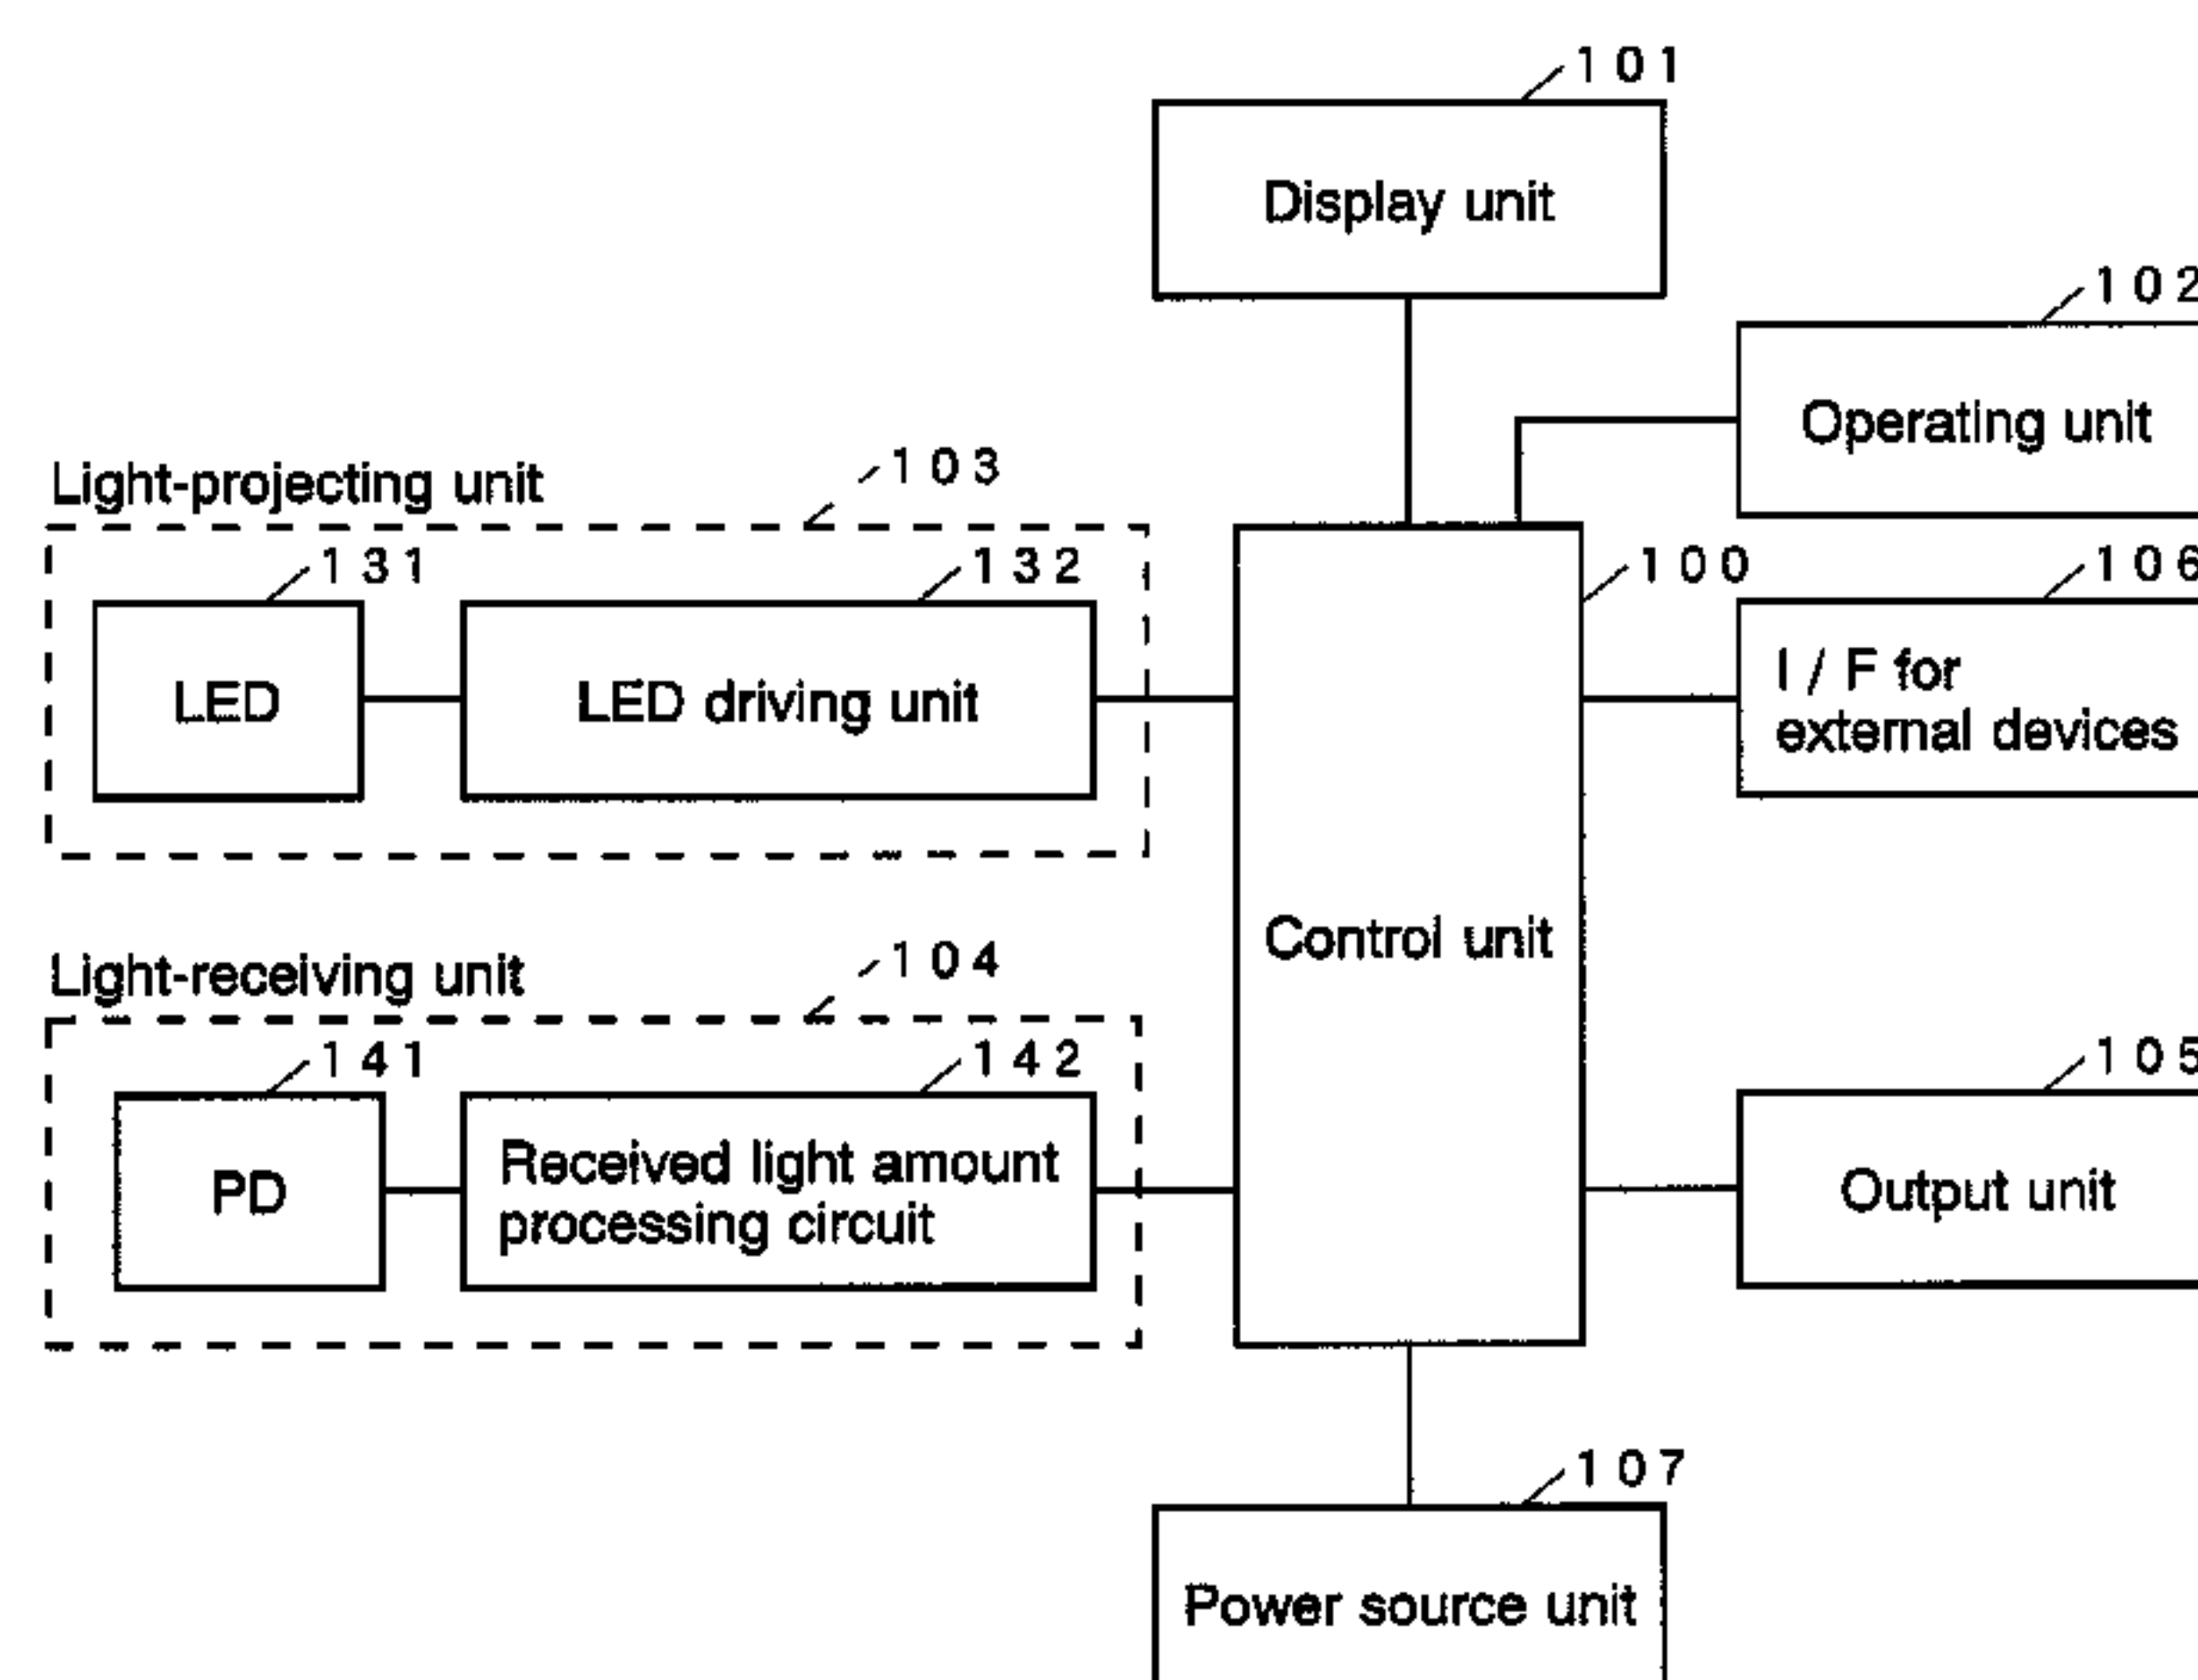 101
Display unit
102
Operating unit
Light-projecting unit
103
131
132
100
106
LED
LED driving unit
I / F for
external devices
Control unit
Light-receiving unit
104
141
142
105
PD
Received light amount
processing circuit
Output unit
107
Power source unit